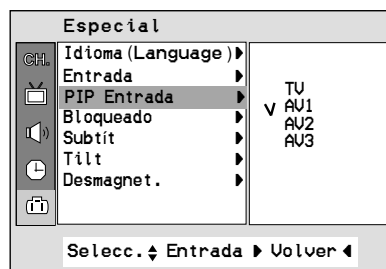 Especial
CH.
Idioma (Language)
Entrada
PIP Entrada
Bloqueado
Subtít
Tilt
Desmagnet.
TV
V AV1
AV2
AV3
Selecc. Entrada Volver